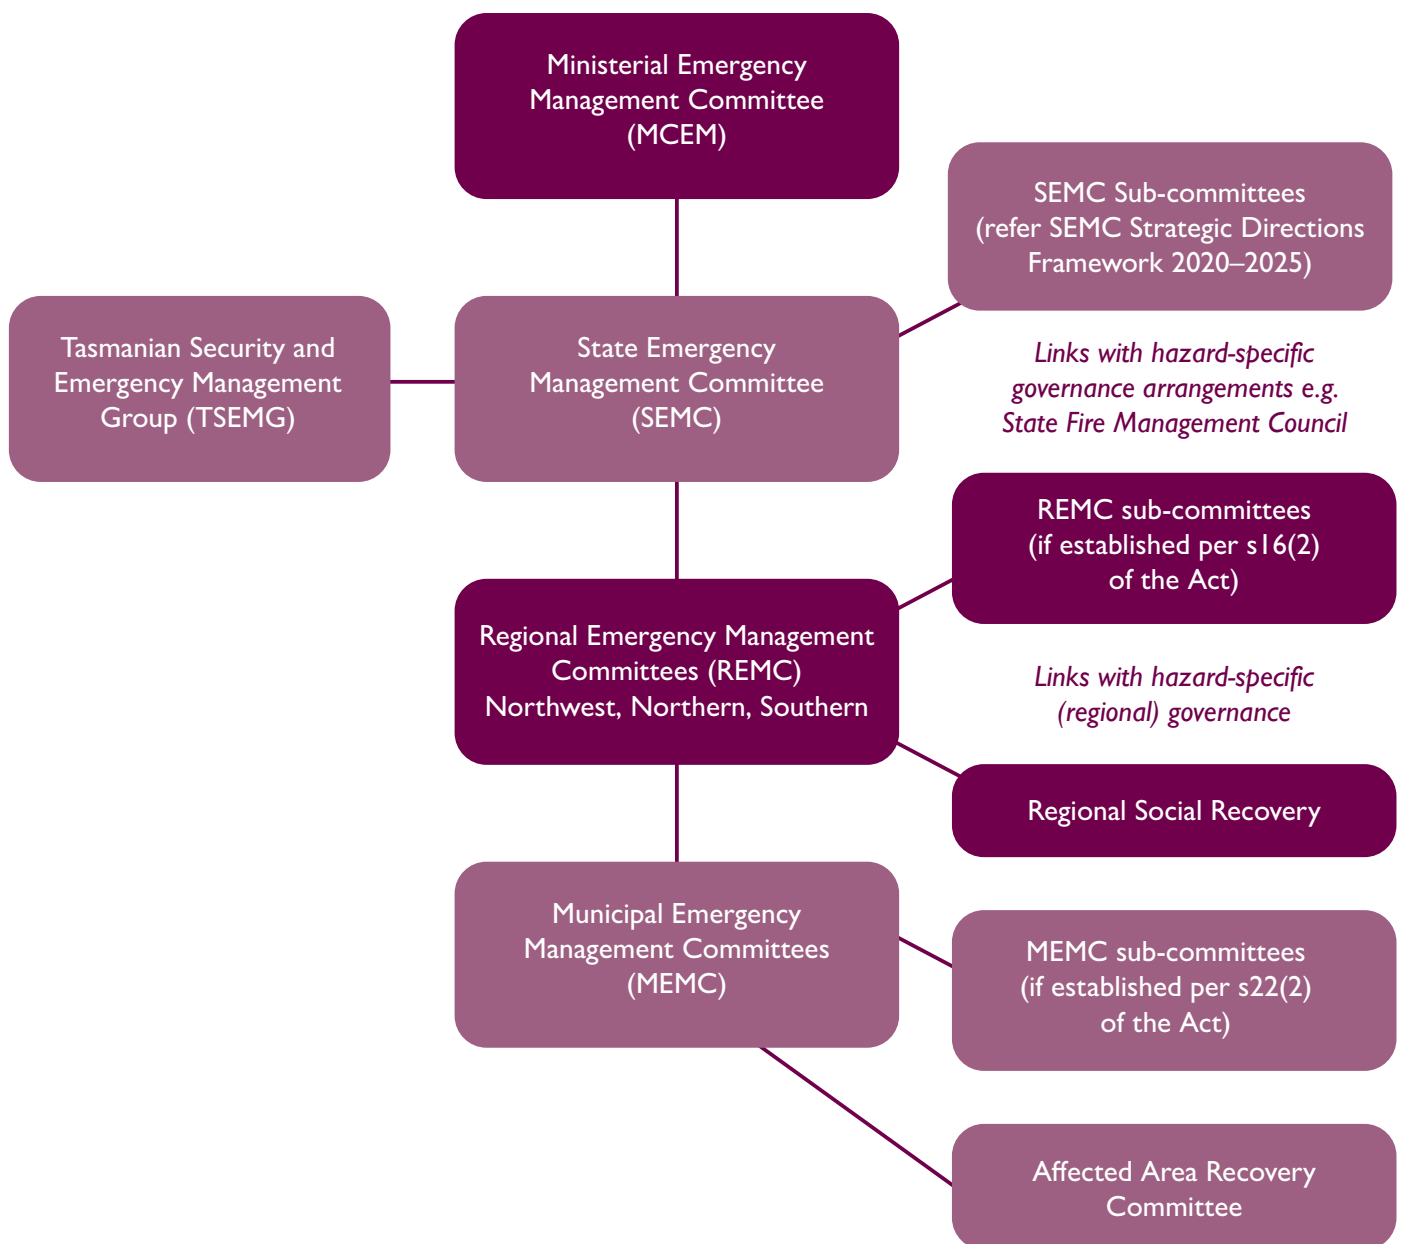 Ministerial Emergency
Management Committee
(MCEM)
SEMC Sub-committees
(refer SEMC Strategic Directions
Framework 2020–2025)
Tasmanian Security and
Emergency Management
Group (TSEMG)
State Emergency
Management Committee
(SEMC)
Links with hazard-specific
governance arrangements e.g.
State Fire Management Council
REMC sub-committees
(if established per s16(2)
of the Act)
Regional Emergency Management
Committees (REMC)
Northwest, Northern, Southern
Links with hazard-specific
(regional) governance
Regional Social Recovery
Municipal Emergency
Management Committees
(MEMC)
MEMC sub-committees
(if established per s22(2)
of the Act)
Affected Area Recovery
Committee